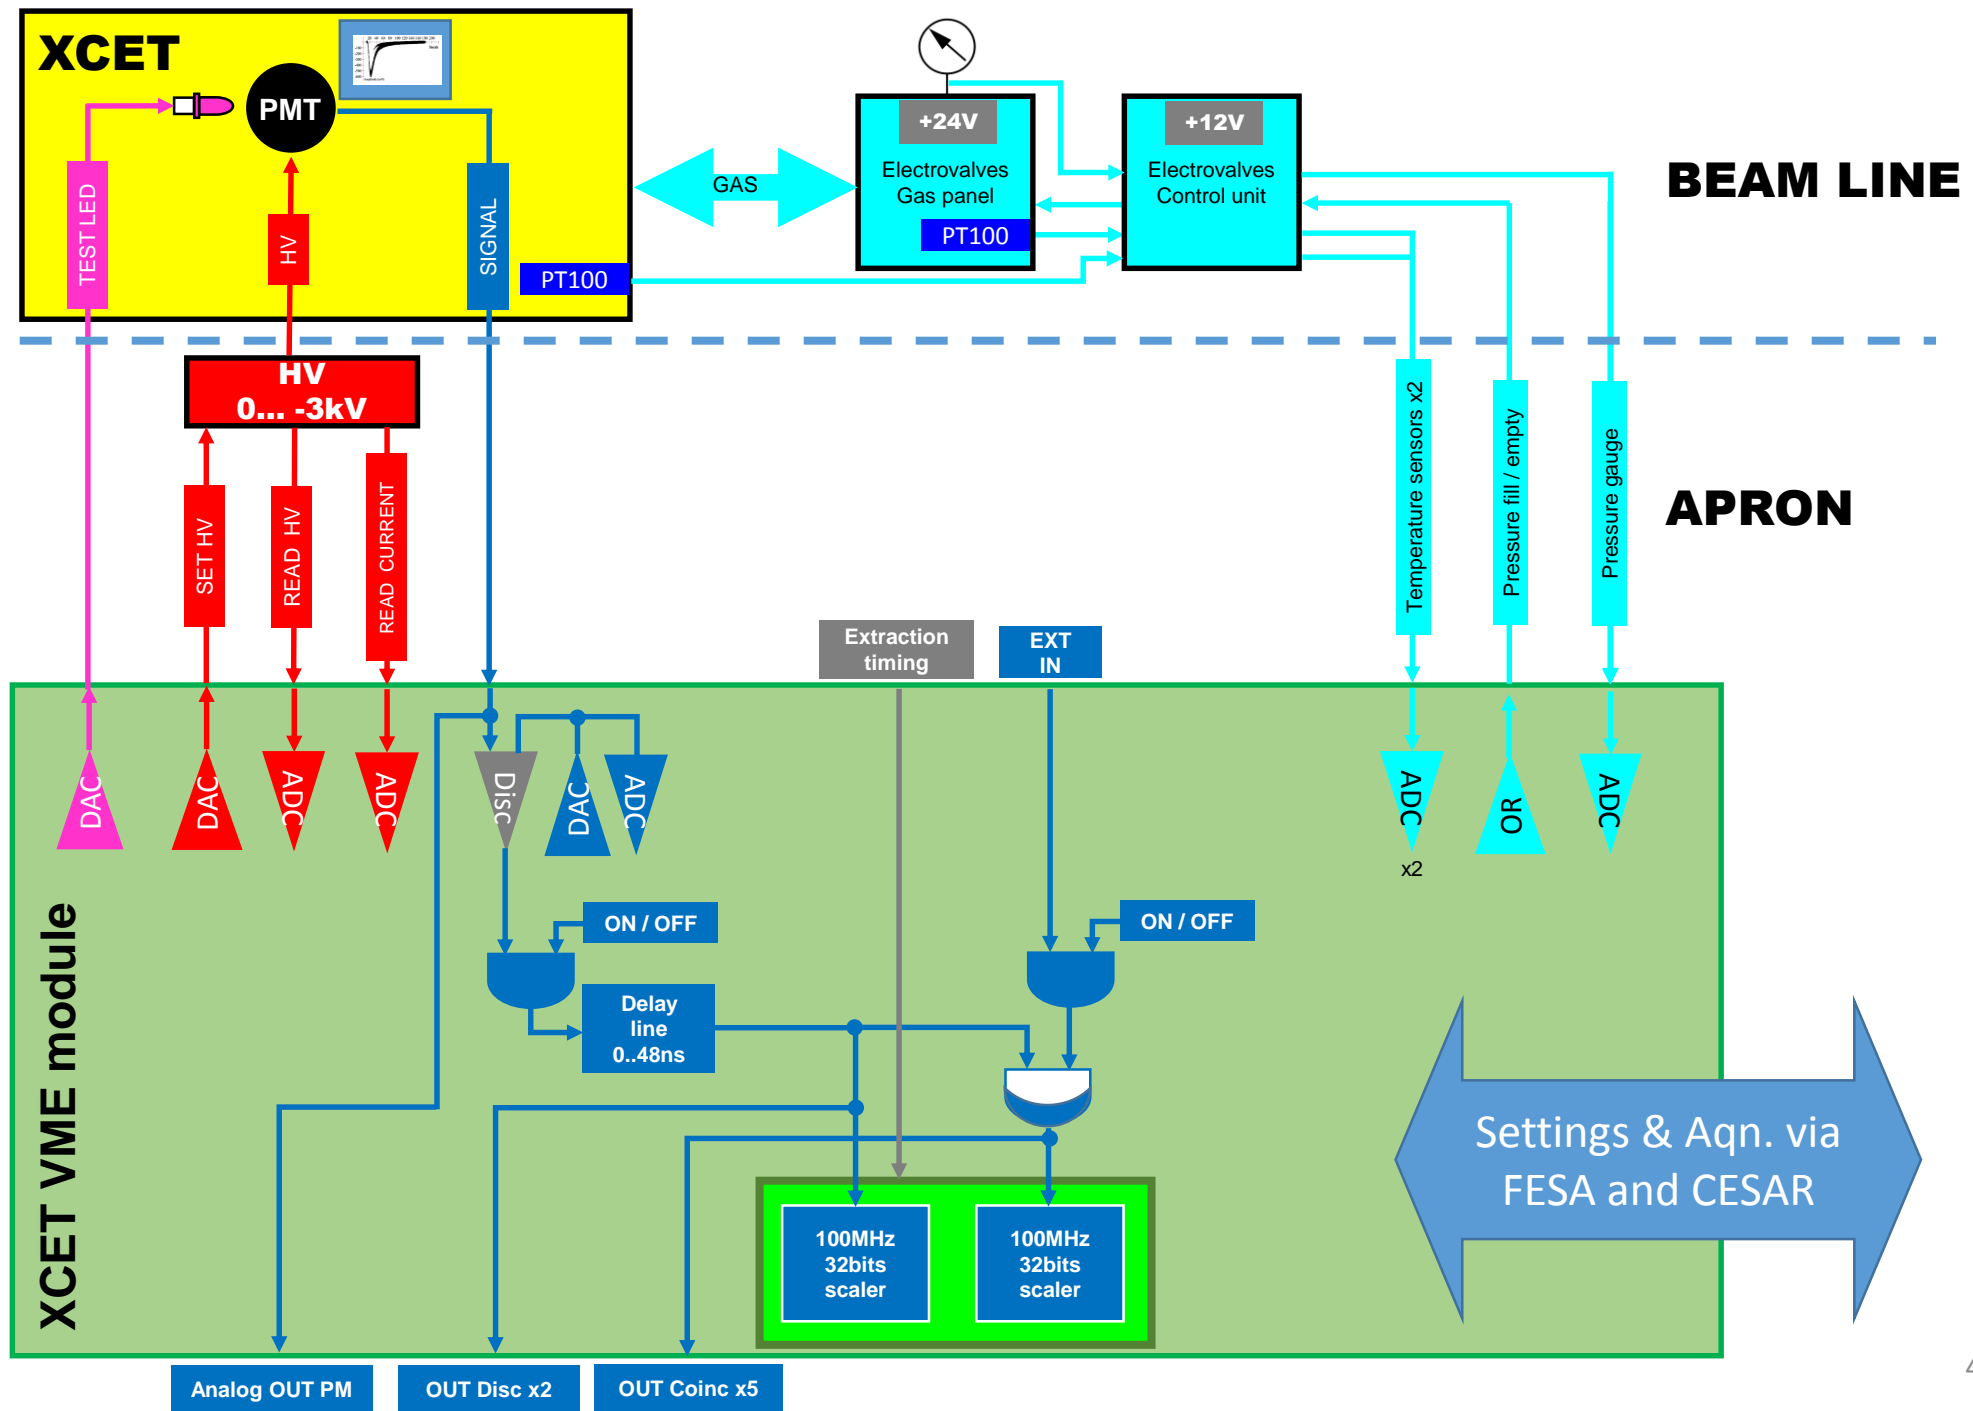 XCET
PMT
TEST LED
HV
SIGNAL
PT100
GAS
+24V
Electrovalves
Gas panel
PT100
+12V
Electrovalves
Control unit
BEAM LINE
HV
0... -3kV
SET HV
READ HV
READ CURRENT
Temperature sensors x2
Pressure fill / empty
Pressure gauge
APRON
Extraction
timing
EXT
IN
DAC
DAC
ADC
ADC
Disc
DAC
ADC
ADC
x2
OR
ADC
ON / OFF
ON / OFF
Delay
line
0..48ns
XCET VME module
100MHz
32bits
scaler
100MHz
32bits
scaler
Settings & Aqn. via
FESA and CESAR
Analog OUT PM
OUT Disc x2
OUT Coinc x5